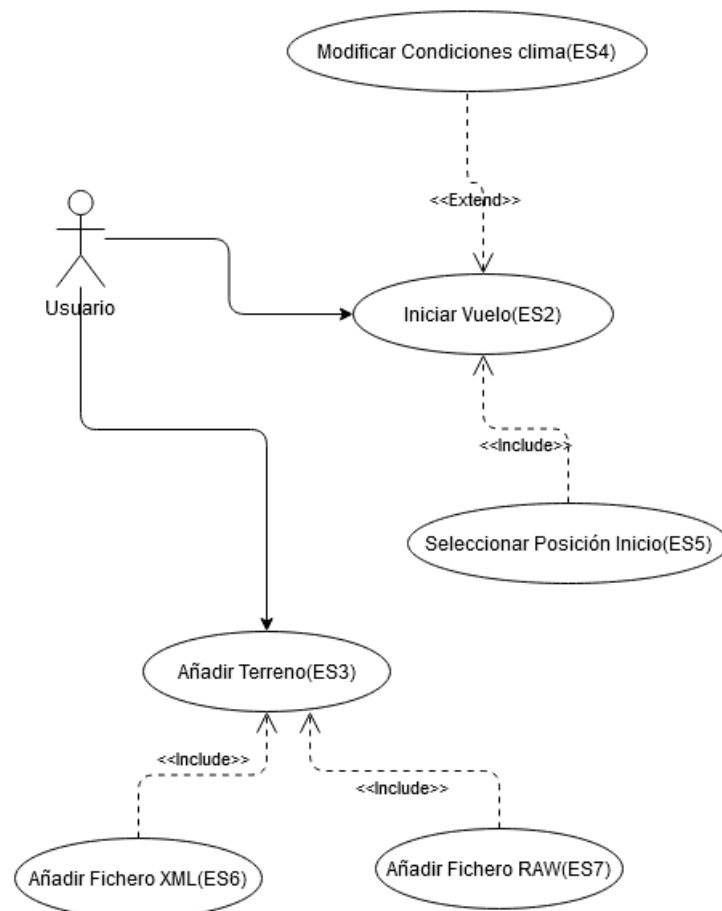 Modificar Condiciones clima(ES4)
<<Extend>>
Usuario
Iniciar Vuelo(ES2)
<<Include>>
Seleccionar Posición Inicio(ES5)
Añadir Terreno(ES3)
<<Include>>
<<Include>>
Añadir Fichero XML(ES6)
Añadir Fichero RAW(ES7)